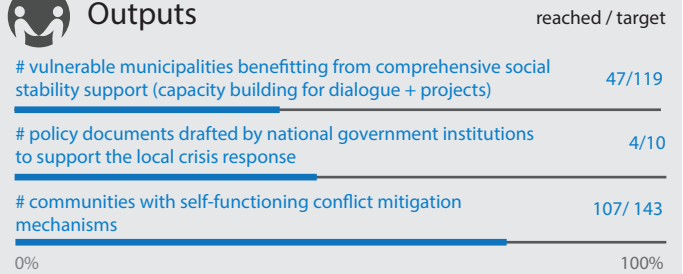 Outputs
reached / target
# vulnerable municipalities benefitting from comprehensive social
stability support (capacity building for dialogue + projects)
47/119
# policy documents drafted by national government institutions
to support the local crisis response
4/10
# communities with self-functioning conflict mitigation
mechanisms
107/ 143
0%
100%